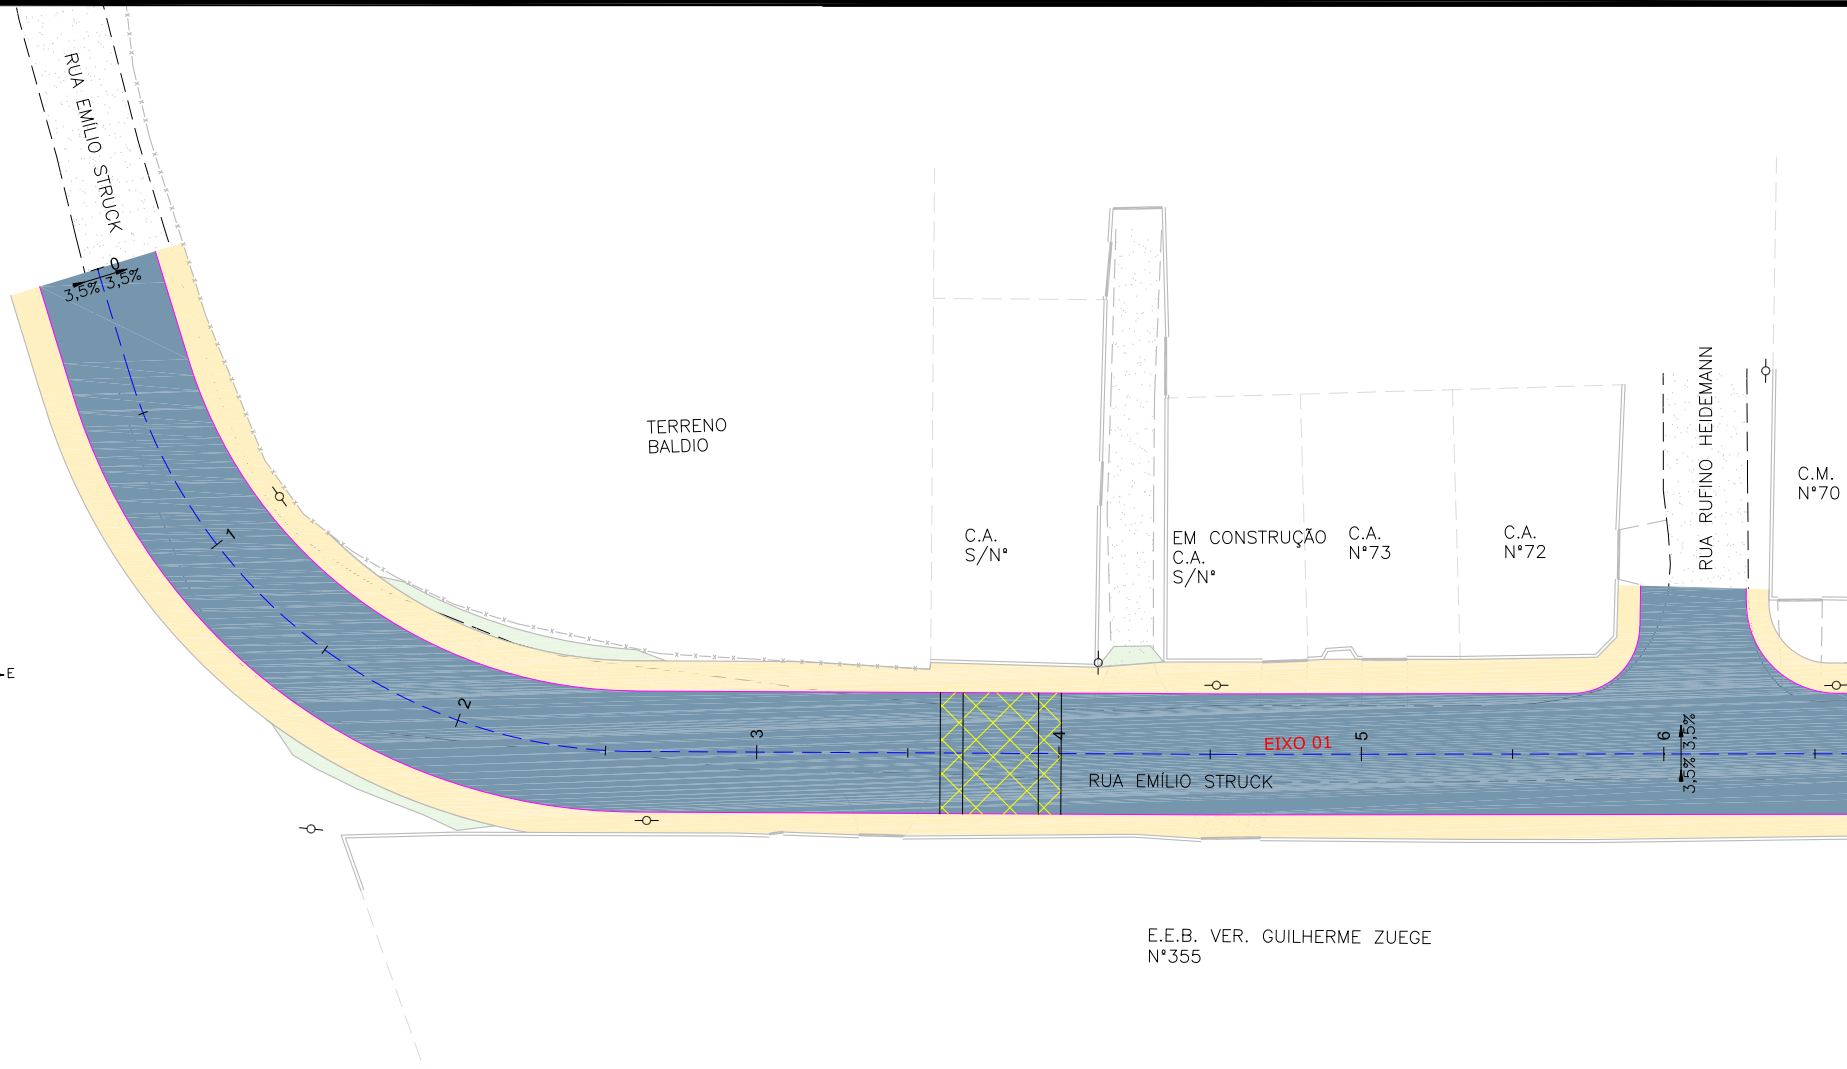 RUA EMÍLIO STRUCK
0
3,5% 3,5%
TERRENO
BALDIO
C.A.
S/N°
EM CONSTRUÇÃO
C.A.
S/N°
C.A.
N°73
C.A.
N°72
RUA RUFINO HEIDEMANN
C.M.
N°70
1
E
2
3
4
EIXO 01
5
6
3,5% 3,5%
RUA EMÍLIO STRUCK
E.E.B. VER. GUILHERME ZUEGE
N°355